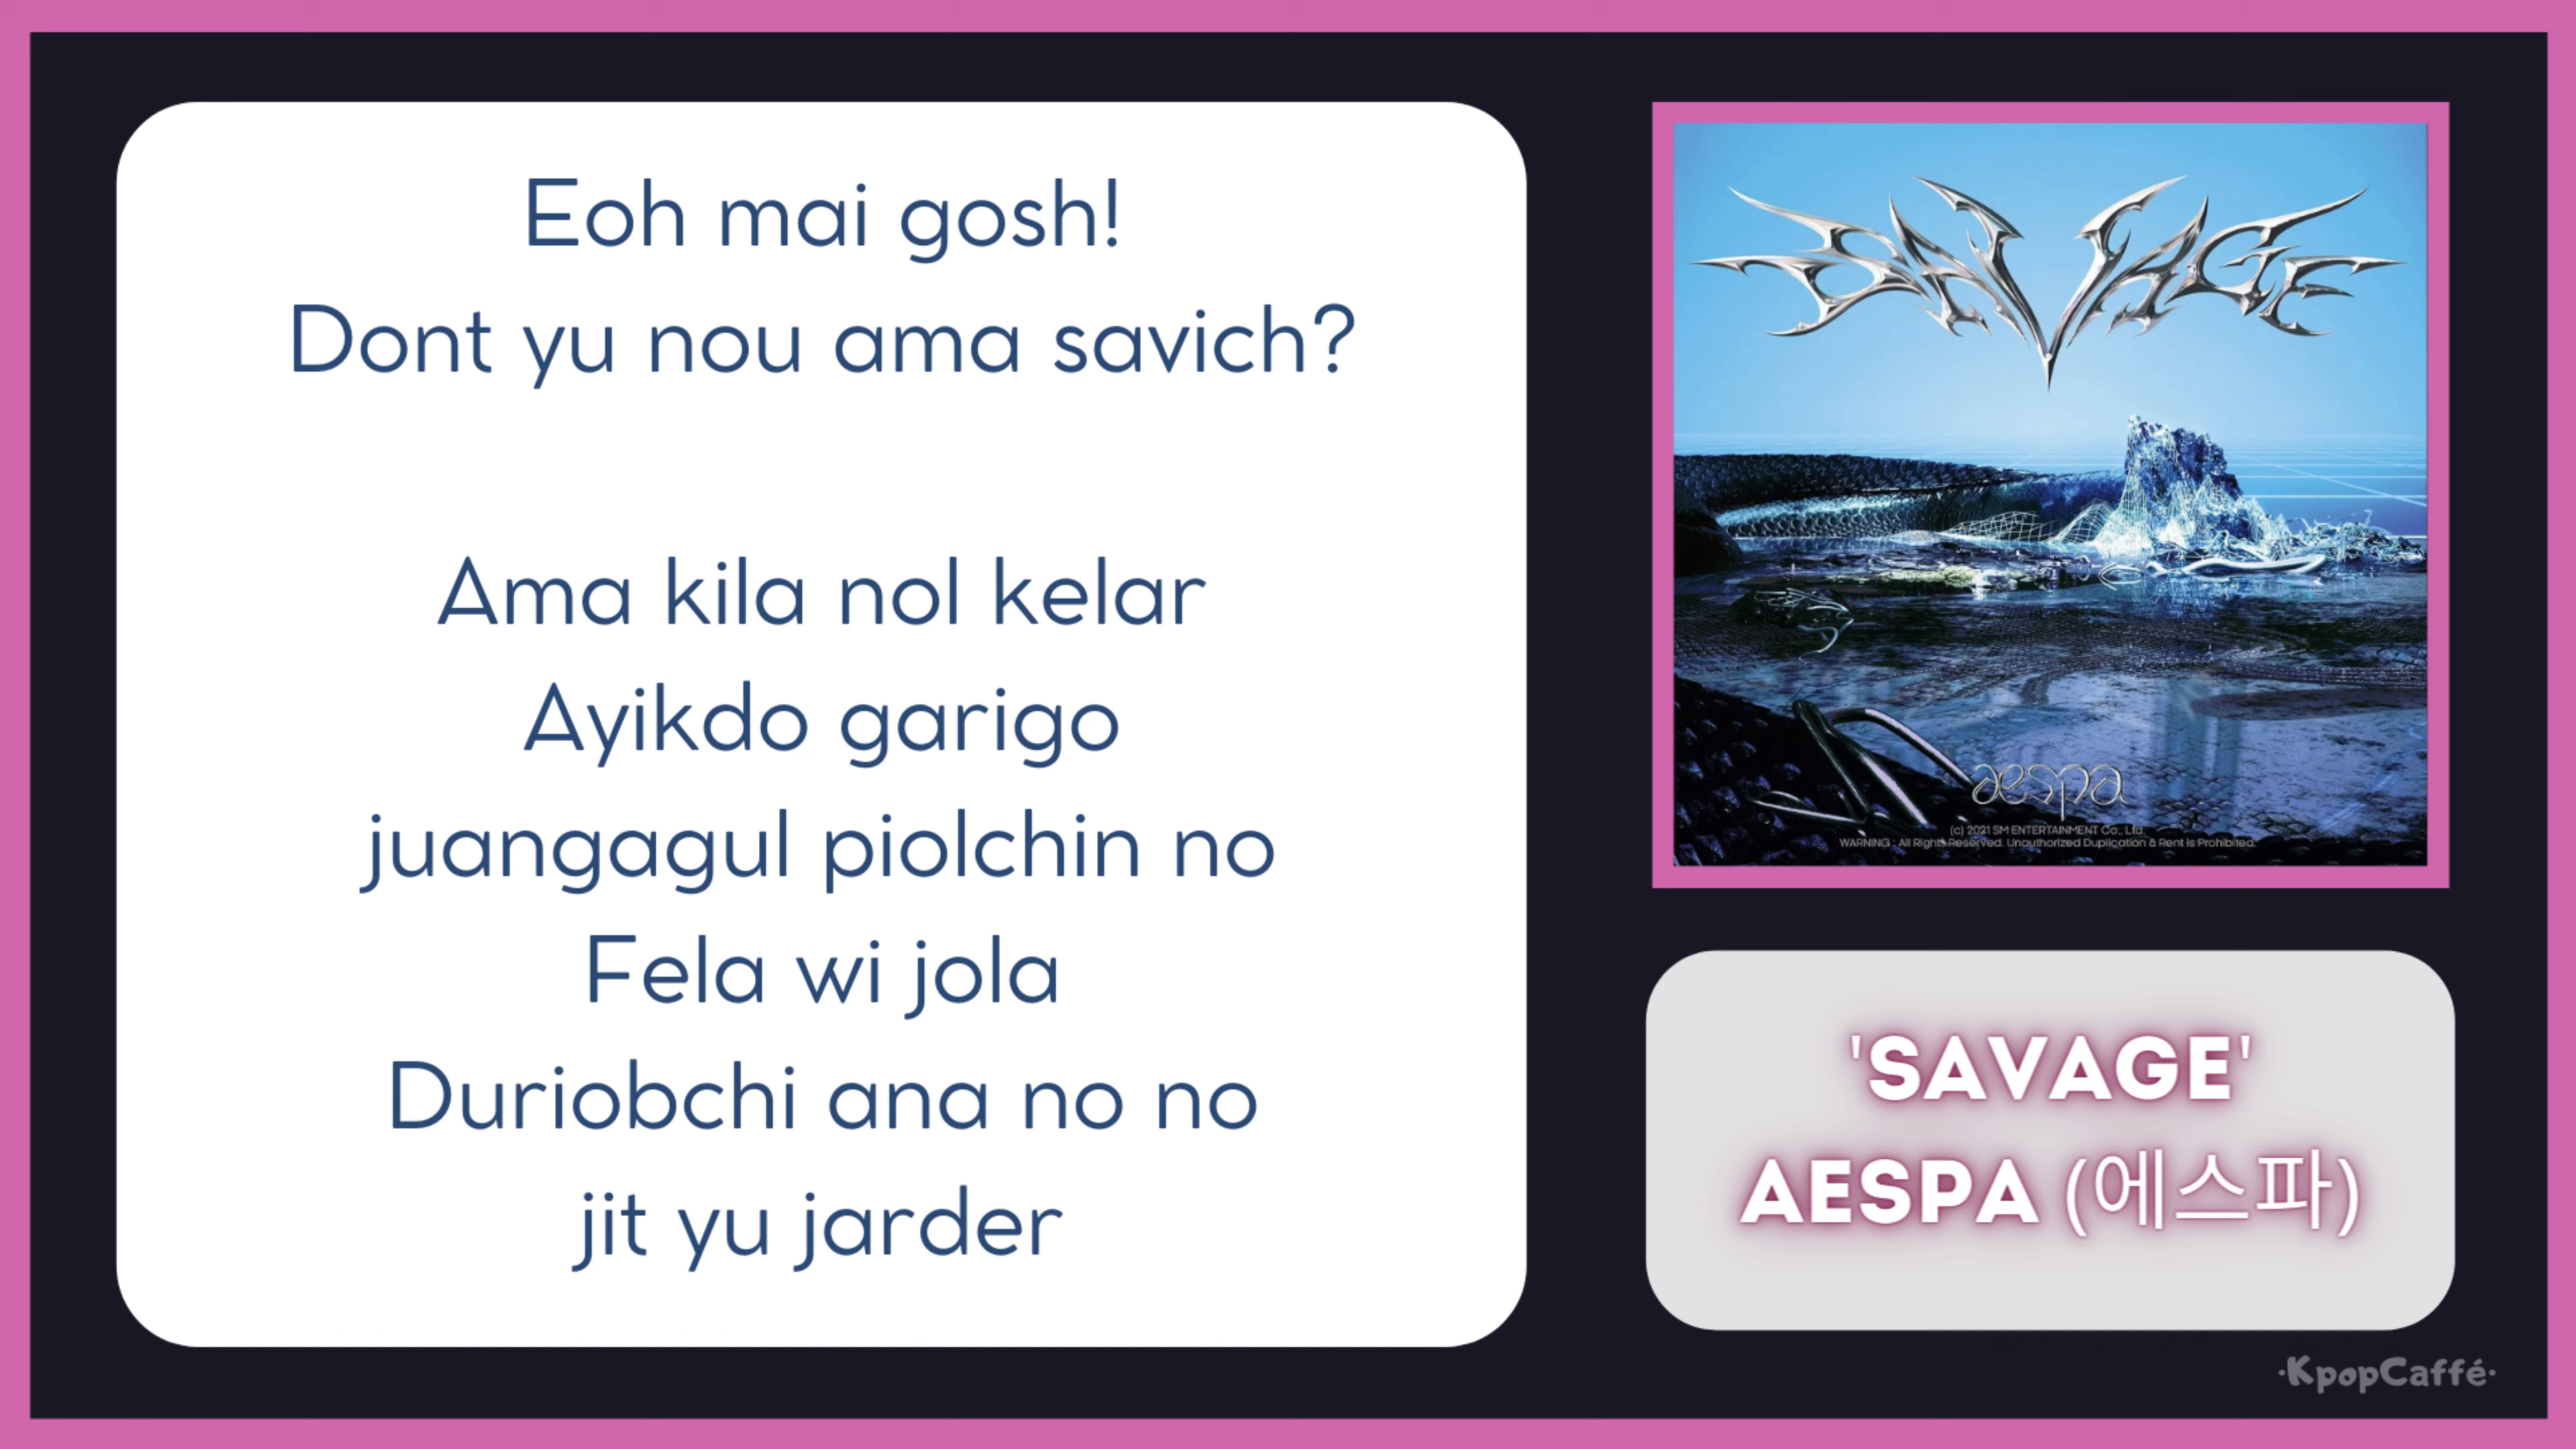 Eoh mai gosh!
Dont yu nou ama savich?
Ama kila nol kelar
Ayikdo garigo
juangagul piolchin no
Fela wi jola
Duriobchi ana no no
jit yu jarder
SAVAGE
aespa
(c) 2021 SM ENTERTAINMENT Co., Ltd.
WARNING : All Rights Reserved. Unauthorized Duplication & Rent is Prohibited.
'SAVAGE'
AESPA (에스파)
·KpopCaffé·